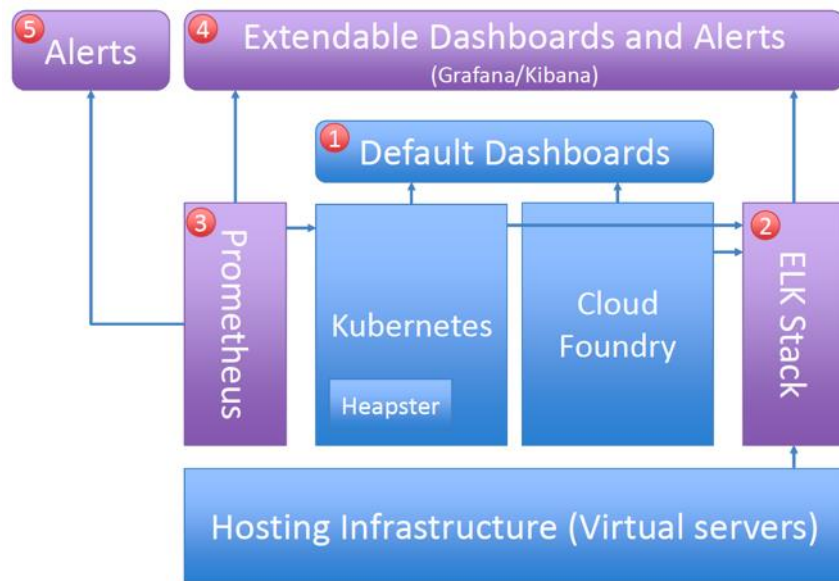 5
Alerts
4
Extendable Dashboards and Alerts
(Grafana/Kibana)
1
Default Dashboards
3
Prometheus
Kubernetes
Heapster
Cloud
Foundry
2
ELK Stack
Hosting Infrastructure (Virtual servers)